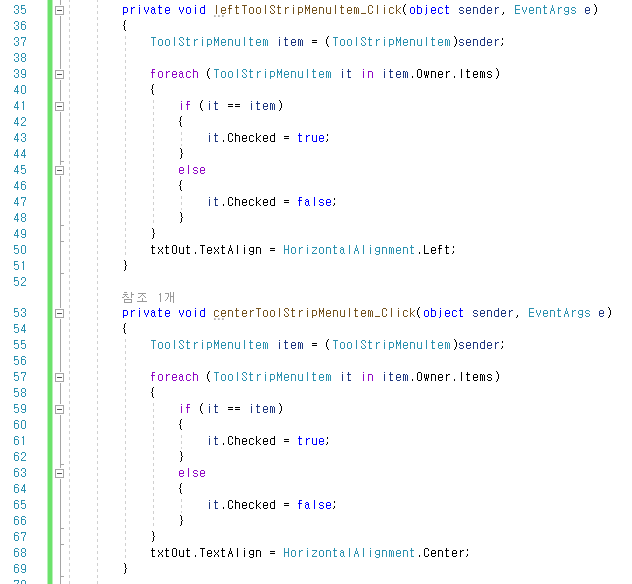 35 private void leftToolStripMenuItem_Click(object sender, EventArgs e)
36 {
37 ToolStripMenuItem item = (ToolStripMenuItem)sender;
38
39 foreach (ToolStripMenuItem it in item.Owner.Items)
40 {
41 if (it == item)
42 {
43 it.Checked = true;
44 }
45 else
46 {
47 it.Checked = false;
48 }
49 }
50 txtOut.TextAlign = HorizontalAlignment.Left;
51 }
52
참조 1개
53 private void centerToolStripMenuItem_Click(object sender, EventArgs e)
54 {
55 ToolStripMenuItem item = (ToolStripMenuItem)sender;
56
57 foreach (ToolStripMenuItem it in item.Owner.Items)
58 {
59 if (it == item)
60 {
61 it.Checked = true;
62 }
63 else
64 {
65 it.Checked = false;
66 }
67 }
68 txtOut.TextAlign = HorizontalAlignment.Center;
69 }